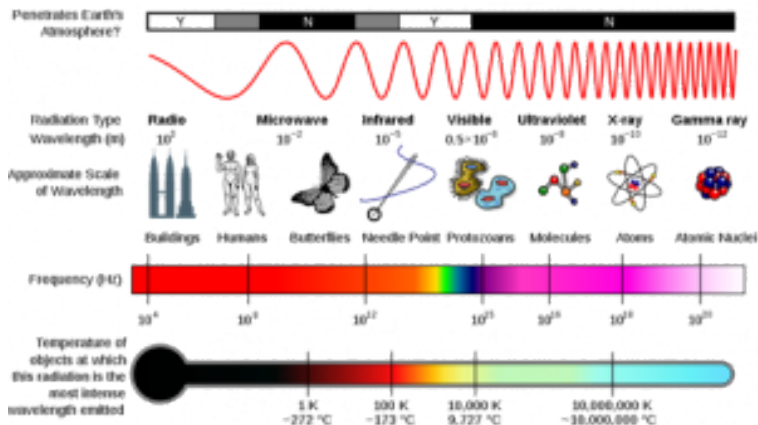 Penetrates Earth's
Atmosphere?
Y N Y N
Radiation Type
Radio Microwave Infrared Visible Ultraviolet X-ray Gamma ray
Wavelength (m)
10⁻² 10⁻⁵ 0.5×10⁻⁶ 10⁻⁸ 10⁻¹⁰ 10⁻¹²
Approximate Scale
of Wavelength
Buildings Humans Butterflies Needle Point Protozoans Molecules Atoms Atomic Nuclei
Frequency (Hz)
10¹² 10¹⁵ 10¹⁶ 10¹⁸ 10²⁰
Temperature of
objects at which
this radiation is the
most intense
wavelength emitted
1 K 100 K 10,000 K 10,000,000 K
−272 °C −173 °C 9,727 °C ~10,000,000 °C